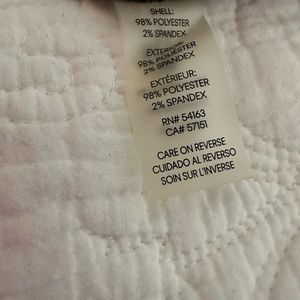 SHELL:
98% POLYESTER
2% SPANDEX
EXTERIOR:
98% POLYESTER
2% SPANDEX
EXTÉRIEUR:
98% POLYESTER
2% SPANDEX
RN# 54163
CA# 57151
CARE ON REVERSE
CUIDADO AL REVERSO
SOIN SUR L'INVERSE